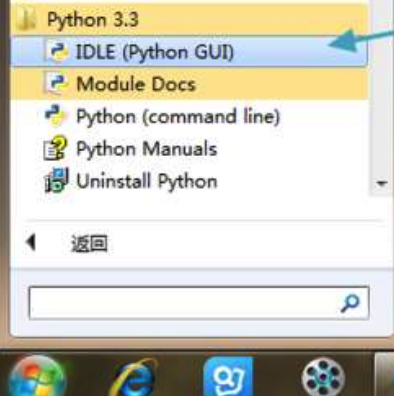 Python 3.3
IDLE (Python GUI)
Module Docs
Python (command line)
Python Manuals
Uninstall Python
返回